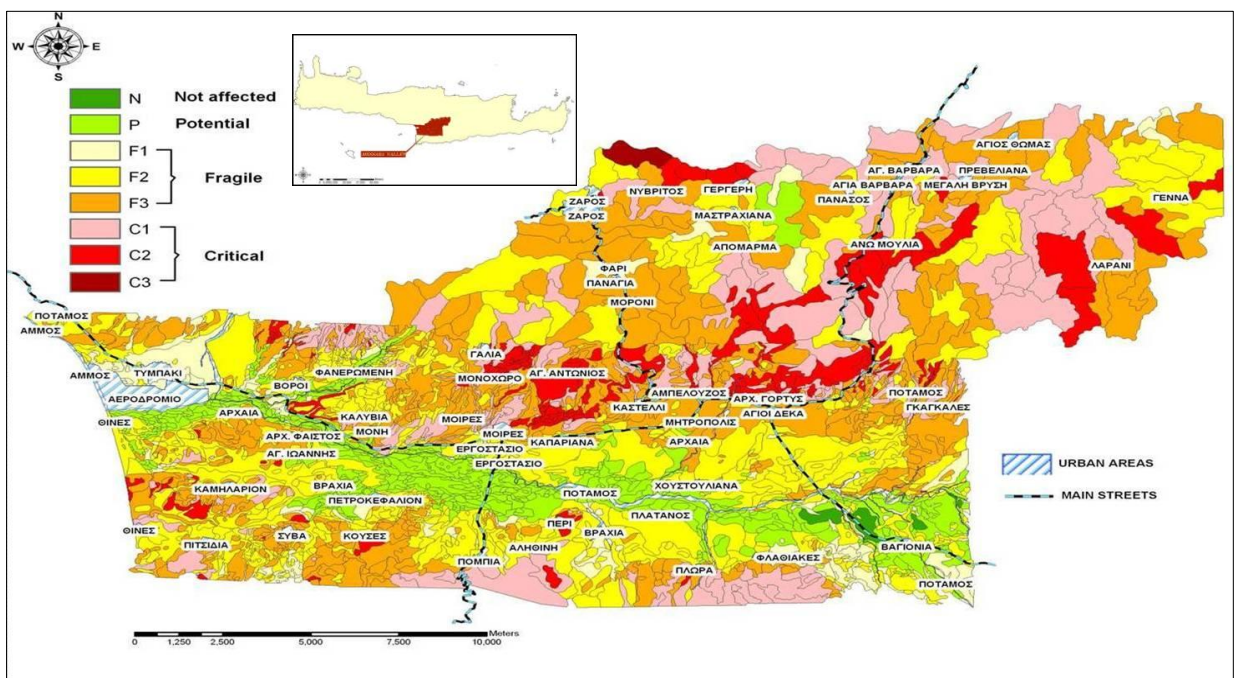 N
W E
S
N Not affected
P Potential
F1
F2 Fragile
F3
C1
C2 Critical
C3
MESSARA VALLEY
ΑΓΙΟΣ ΘΩΜΑΣ
ΑΓ. ΒΑΡΒΑΡΑ ΠΡΕΒΕΛΙΑΝΑ
ΝΥΒΡΙΤΟΣ ΓΕΡΓΕΡΗ ΑΓΙΑ ΒΑΡΒΑΡΑ ΜΕΓΑΛΗ ΒΡΥΣΗ
ΖΑΡΟΣ ΠΑΝΑΣΟΣ ΓΕΝΝΑ
ΖΑΡΟΣ ΜΑΣΤΡΑΧΙΑΝΑ
ΑΠΟΜΑΡΜΑ ΑΝΩ ΜΟΥΛΙΑ
ΦΑΡΙ ΛΑΡΑΝΙ
ΠΑΝΑΓΙΑ
ΜΟΡΟΝΙ
ΠΟΤΑΜΟΣ
ΑΜΜΟΣ
ΓΑΛΙΑ
ΑΜΜΟΣ ΤΥΜΠΑΚΙ ΦΑΝΕΡΩΜΕΝΗ ΜΟΝΟΧΩΡΟ ΑΓ. ΑΝΤΩΝΙΟΣ
ΒΟΡΟΙ
ΑΕΡΟΔΡΟΜΙΟ ΑΜΠΕΛΟΥΖΟΣ ΑΡΧ. ΓΟΡΤΥΣ ΠΟΤΑΜΟΣ
ΑΡΧΑΙΑ ΚΑΛΥΒΙΑ ΜΟΙΡΕΣ ΚΑΣΤΕΛΛΙ ΑΓΙΟΙ ΔΕΚΑ ΓΚΑΓΚΑΛΕΣ
ΘΙΝΕΣ ΜΟΝΗ ΜΗΤΡΟΠΟΛΙΣ
ΑΡΧ. ΦΑΙΣΤΟΣ ΜΟΙΡΕΣ ΚΑΠΑΡΙΑΝΑ ΑΡΧΑΙΑ
ΑΓ. ΙΩΑΝΝΗΣ ΕΡΓΟΣΤΑΣΙΟ
ΕΡΓΟΣΤΑΣΙΟ
URBAN AREAS
ΚΑΜΗΛΑΡΙΟΝ ΒΡΑΧΙΑ ΧΟΥΣΤΟΥΛΙΑΝΑ
ΠΕΤΡΟΚΕΦΑΛΙΟΝ ΠΟΤΑΜΟΣ
MAIN STREETS
ΠΛΑΤΑΝΟΣ
ΘΙΝΕΣ ΣΥΒΑ ΚΟΥΣΕΣ ΠΕΡΙ ΒΡΑΧΙΑ
ΠΙΤΣΙΔΙΑ ΑΛΗΘΙΝΗ ΒΑΓΙΟΝΙΑ
ΠΟΜΠΙΑ ΠΛΩΡΑ ΦΛΑΘΙΑΚΕΣ
ΠΟΤΑΜΟΣ
Meters
0 1,250 2,500 5,000 7,500 10,000